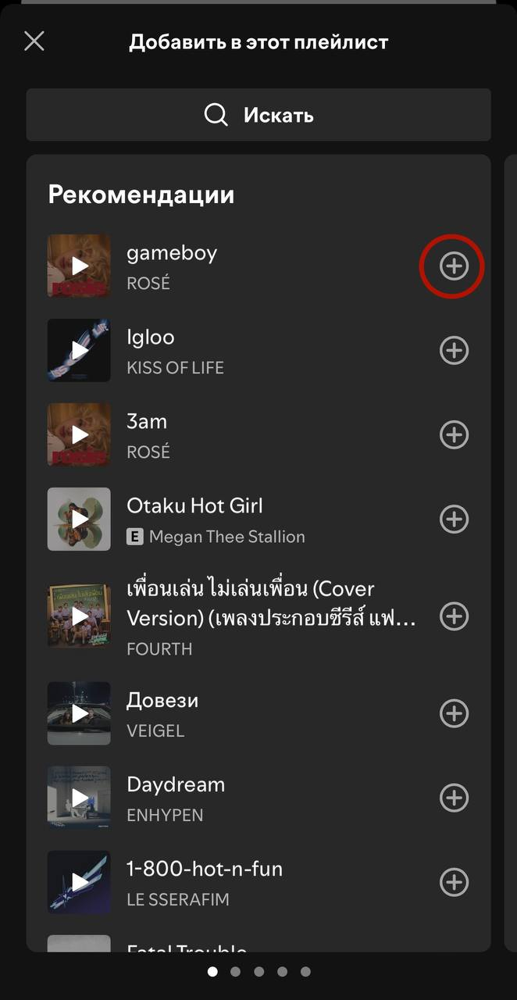 Добавить в этот плейлист
Искать
Рекомендации
gameboy
ROSÉ
Igloo
KISS OF LIFE
3am
ROSÉ
Otaku Hot Girl
E Megan Thee Stallion
เพื่อนเล่น ไม่เล่นเพื่อน (Cover
Version) (เพลงประกอบซีรีส์ แฟ...
FOURTH
Довези
VEIGEL
Daydream
ENHYPEN
1-800-hot-n-fun
LE SSERAFIM
Fatal Trouble